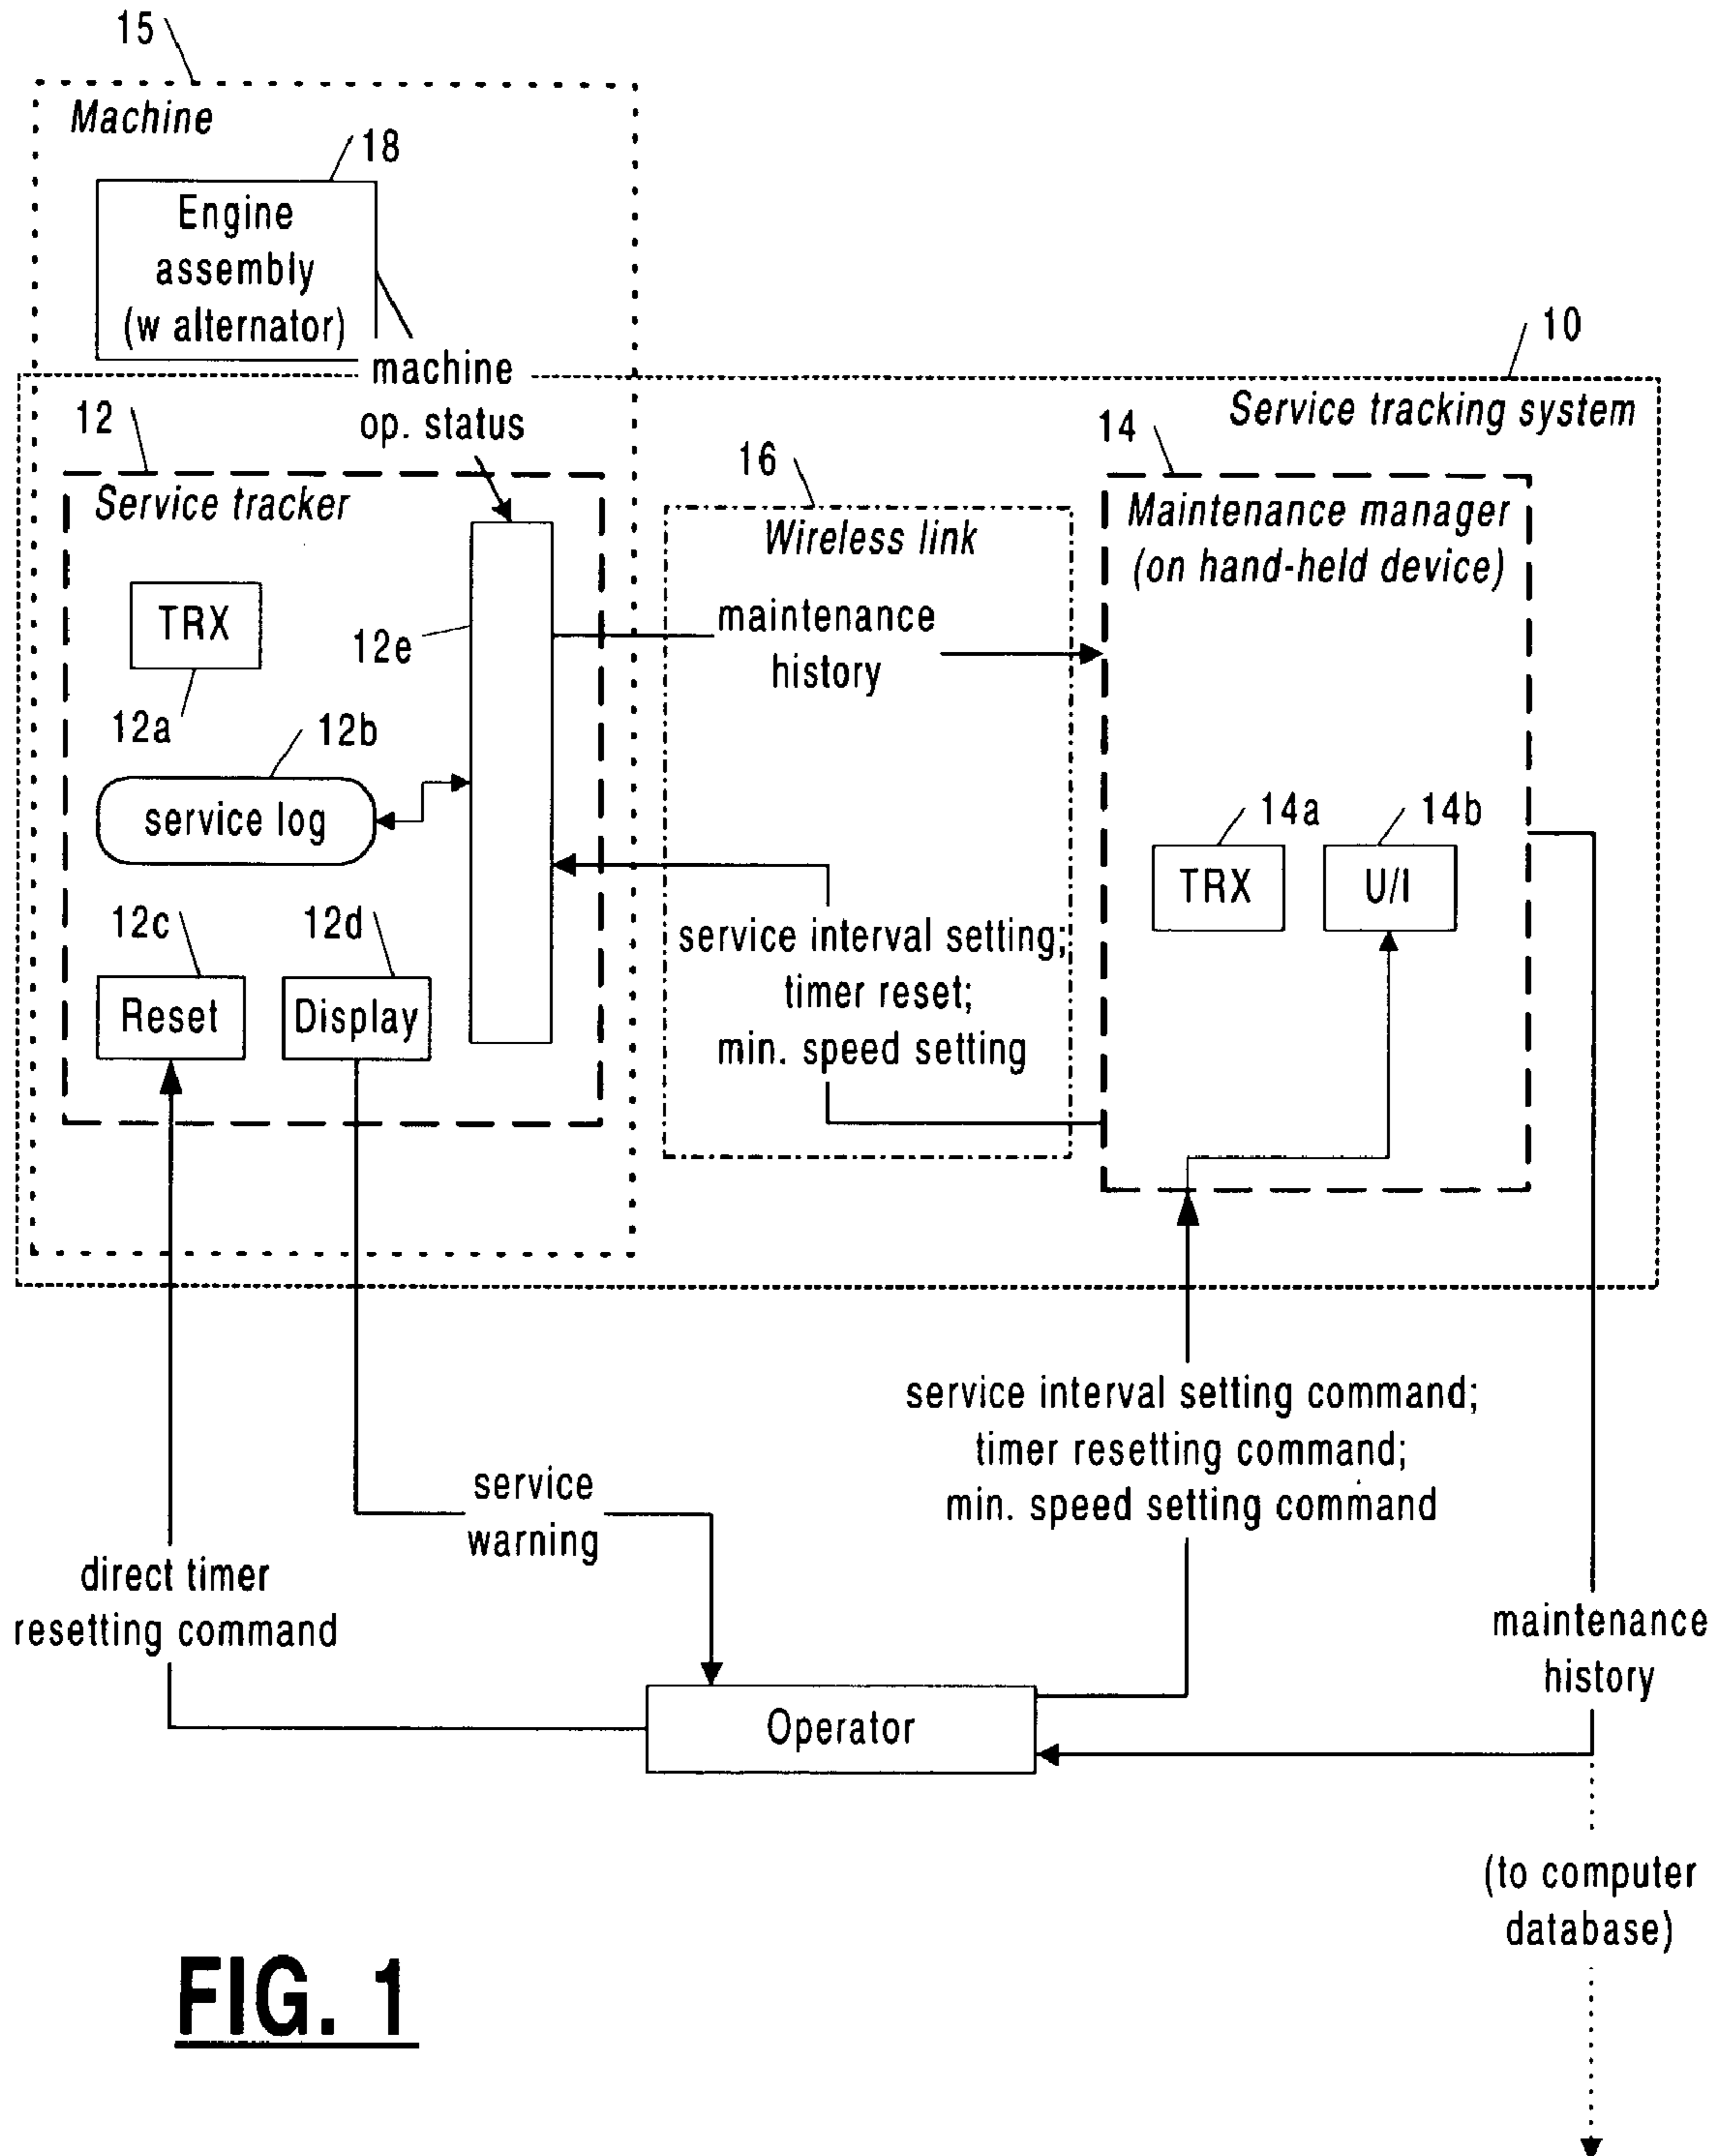 15
Machine
18
Engine
assembly
(w alternator)
machine
op. status
10
Service tracking system
12
Service tracker
16
Wireless link
14
Maintenance manager
(on hand-held device)
TRX
12a
12e
maintenance
history
12b
service log
14a
14b
TRX
U/I
12c
12d
Reset
Display
service interval setting;
timer reset;
min. speed setting
service interval setting command;
timer resetting command;
min. speed setting command
service
warning
direct timer
resetting command
maintenance
history
Operator
(to computer
database)
FIG. 1